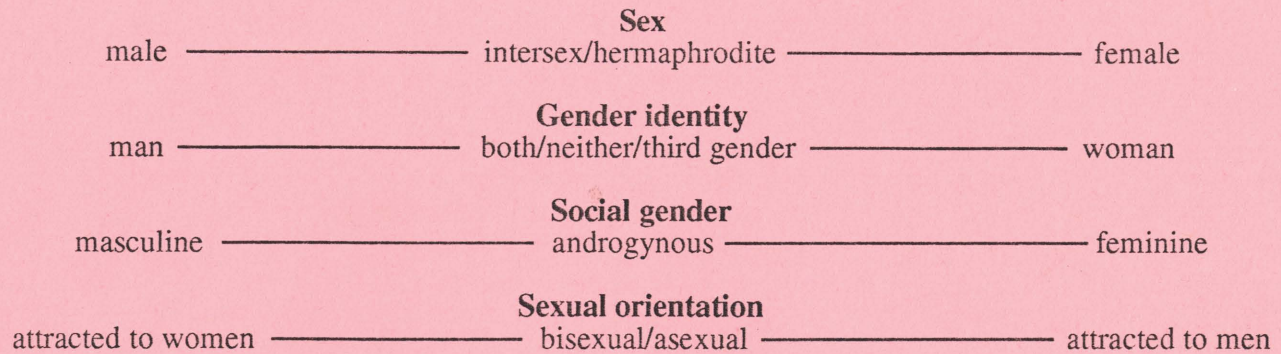 Sex
male intersex/hermaphrodite female
Gender identity
man both/neither/third gender woman
Social gender
masculine androgynous feminine
Sexual orientation
attracted to women bisexual/asexual attracted to men